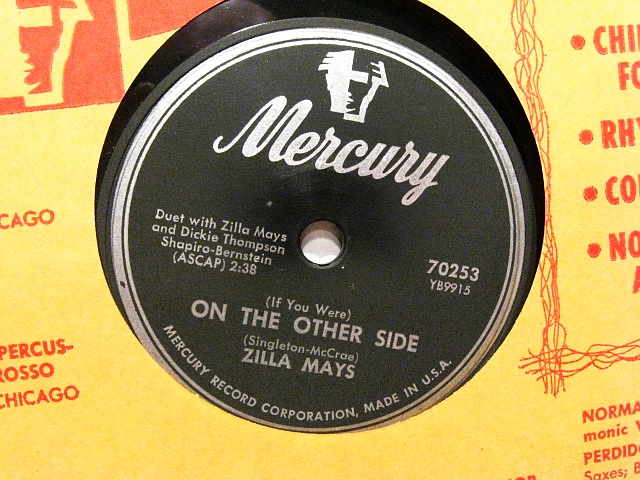 Mercury
Duet with Zilla Mays
and Dickie Thompson
Shapiro-Bernstein
(ASCAP) 2:38
70253
YB9915
(If You Were)
ON THE OTHER SIDE
(Singleton-McCrae)
ZILLA MAYS
MERCURY RECORD CORPORATION, MADE IN U.S.A.
CAGO
PERCUS-
ROSSO
CHICAGO
• CHI
FO
• RHY
• CO
• NO
A
NORMA
monic
PERDID
Saxes; B